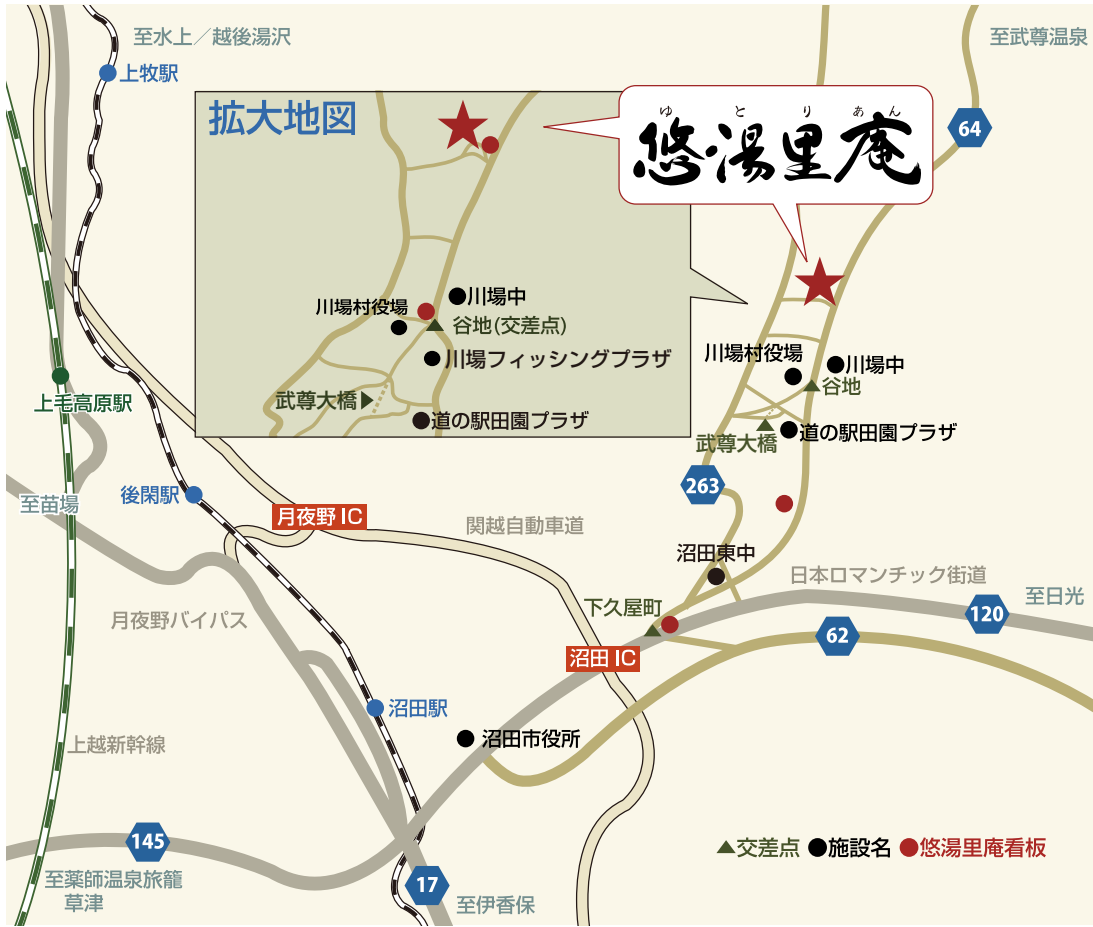 至水上／越後湯沢
至武尊温泉
上牧駅
拡大地図
ゆとりあん
悠湯里庵
64
川場中
川場村役場
谷地(交差点)
川場フィッシングプラザ
武尊大橋
道の駅田園プラザ
川場村役場
川場中
谷地
道の駅田園プラザ
武尊大橋
上毛高原駅
263
後閑駅
至苗場
月夜野 IC
関越自動車道
沼田東中
日本ロマンチック街道
至日光
下久屋町
120
月夜野バイパス
62
沼田 IC
沼田駅
沼田市役所
上越新幹線
145
交差点
施設名
悠湯里庵看板
至薬師温泉旅籠
草津
17
至伊香保